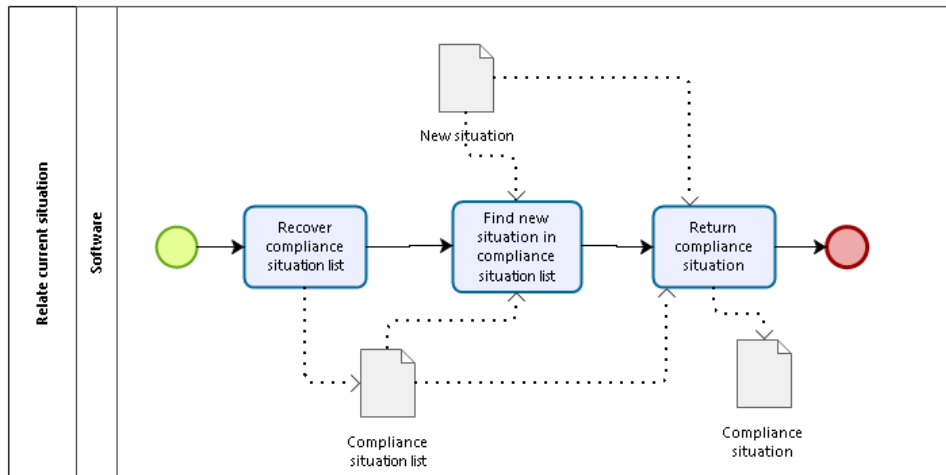 Relate current situation
Software
New situation
Recover
compliance
situation list
Find new
situation in
compliance
situation list
Return
compliance
situation
Compliance
situation list
Compliance
situation